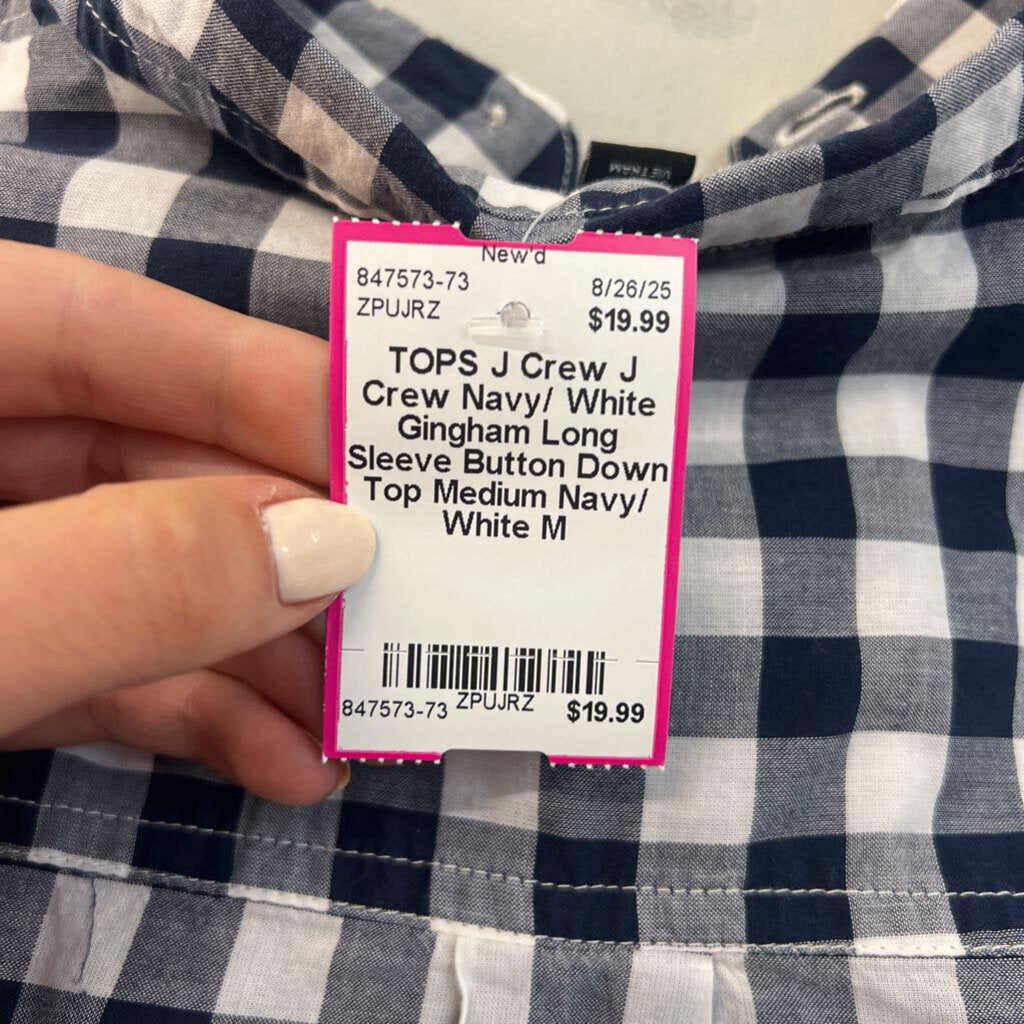 VIETNAM
New'd
847573-73 8/26/25
ZPUJRZ $19.99
TOPS J Crew J
Crew Navy/ White
Gingham Long
Sleeve Button Down
Top Medium Navy/
White M
847573-73 ZPUJRZ $19.99